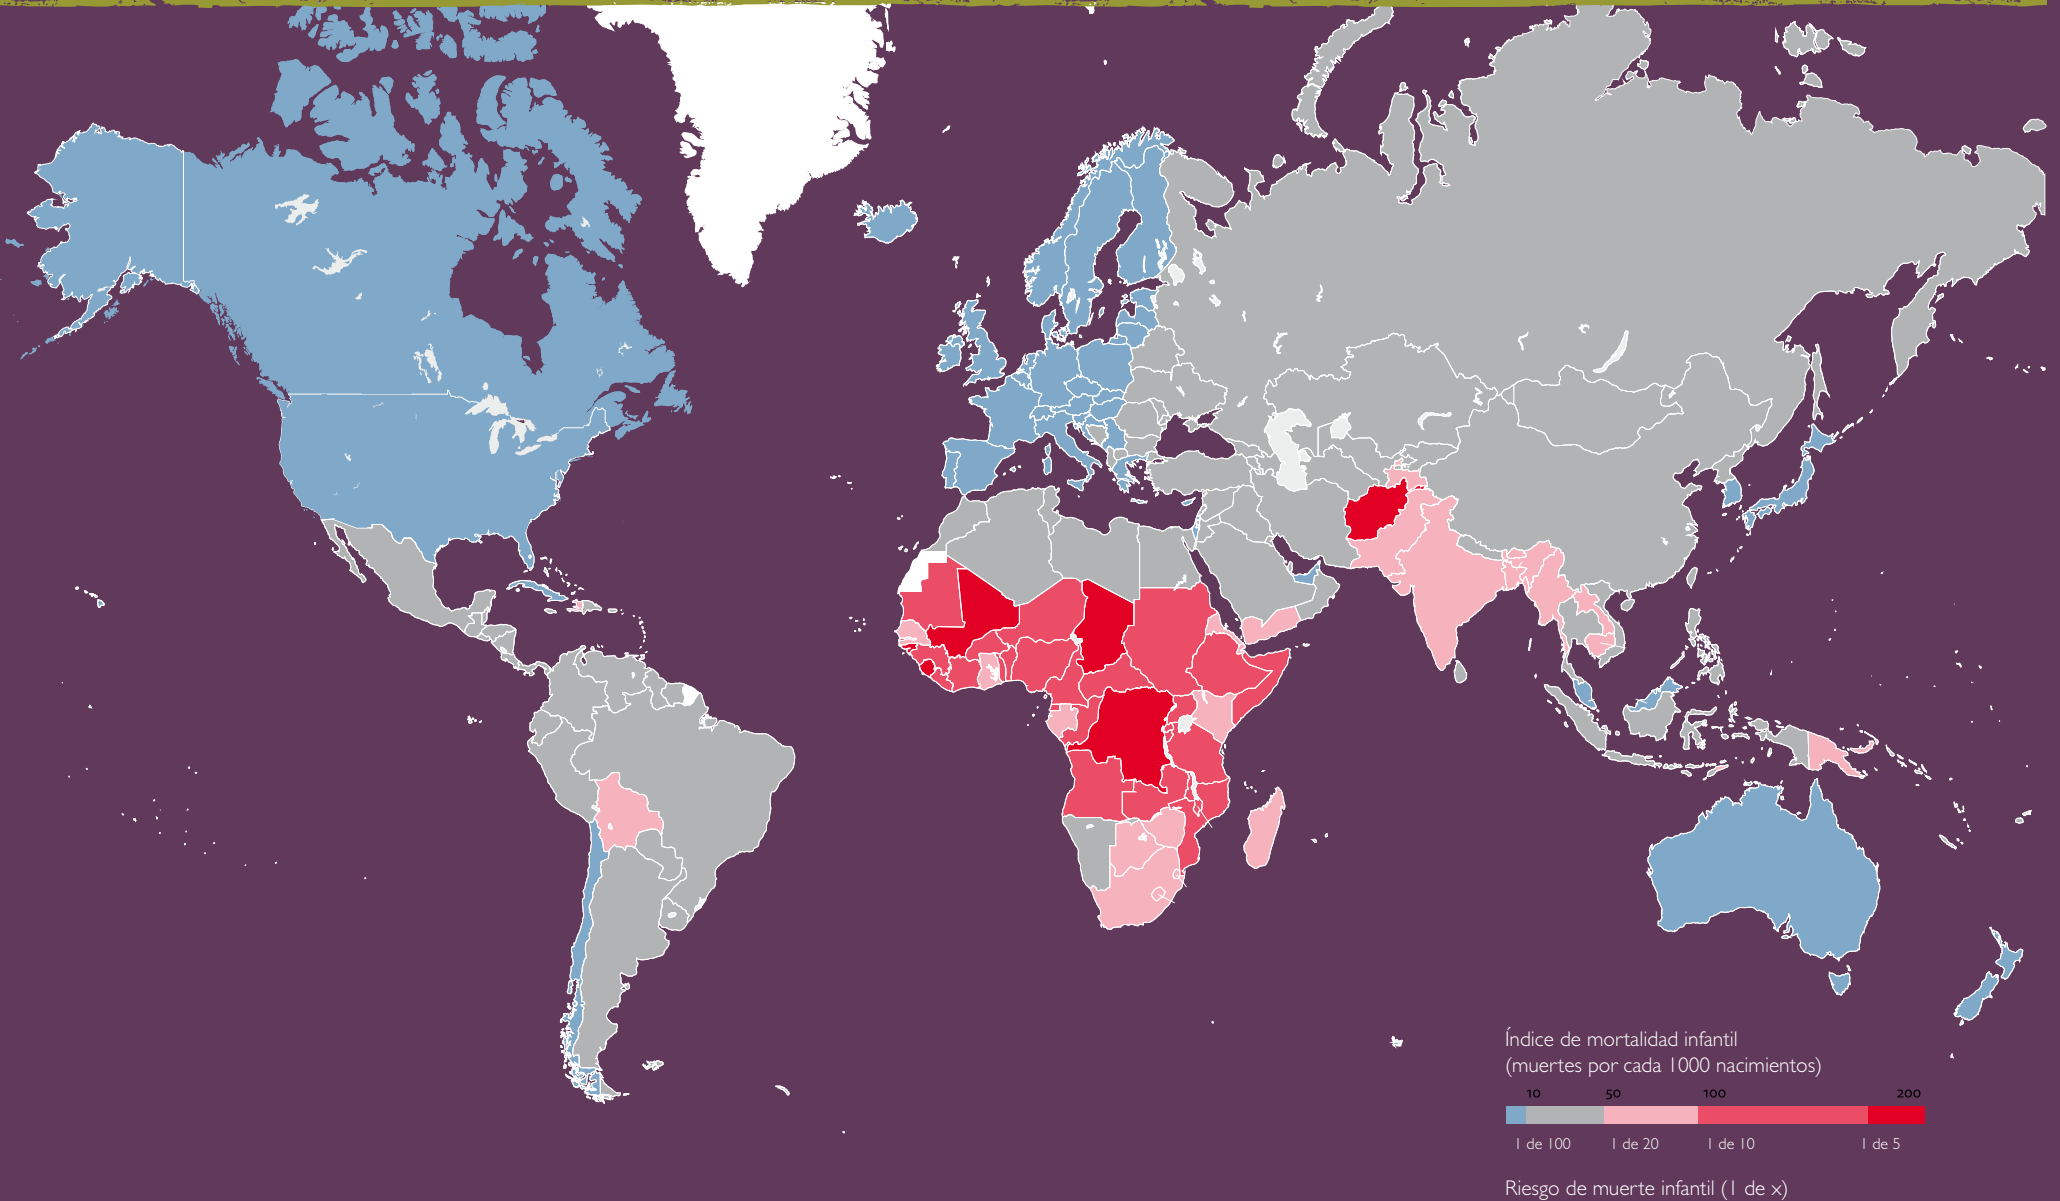 Índice de mortalidad infantil
(muertes por cada 1000 nacimientos)
10 50 100 200
1 de 100 1 de 20 1 de 10 1 de 5
Riesgo de muerte infantil (1 de x)